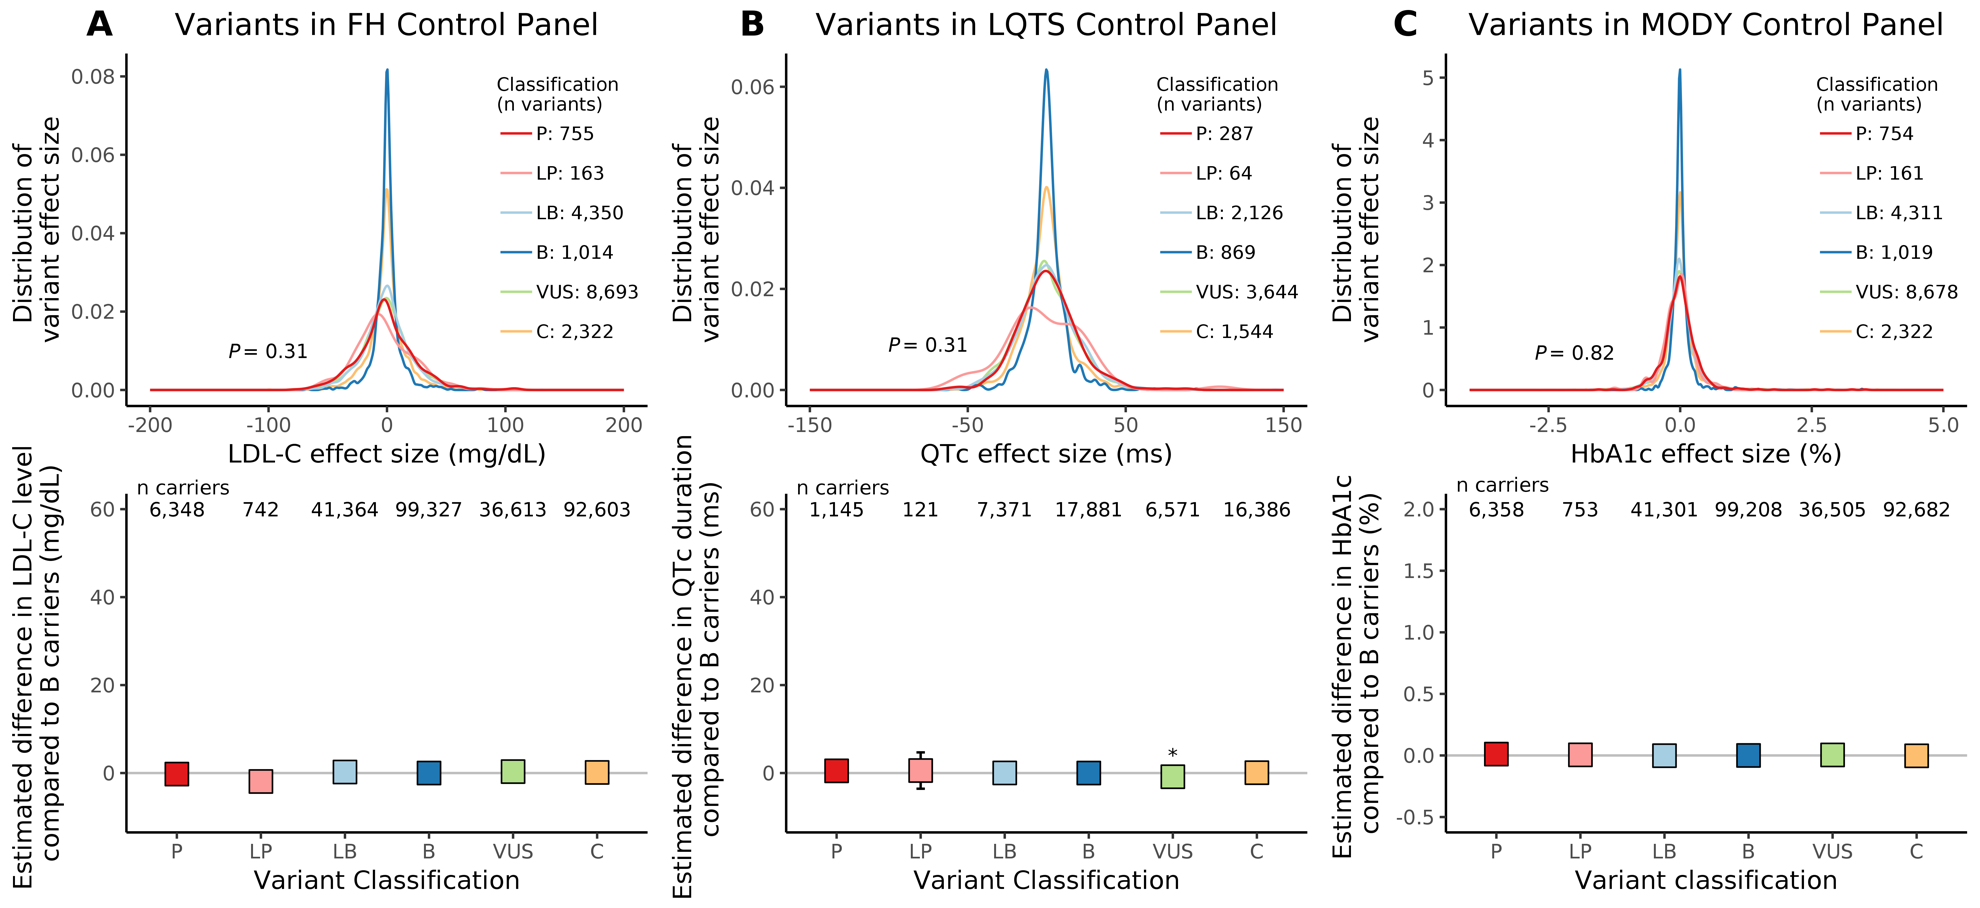 A Variants in FH Control Panel
Distribution of
variant effect size
0.08
0.06
0.04
0.02
0.00
Classification
(n variants)
P: 755
LP: 163
LB: 4,350
B: 1,014
VUS: 8,693
C: 2,322
P = 0.31
-200 -100 0 100 200
LDL-C effect size (mg/dL)
B Variants in LQTS Control Panel
Distribution of
variant effect size
0.06
0.04
0.02
0.00
Classification
(n variants)
P: 287
LP: 64
LB: 2,126
B: 869
VUS: 3,644
C: 1,544
P = 0.31
-150 -50 50 150
QTc effect size (ms)
C Variants in MODY Control Panel
Distribution of
variant effect size
5
4
3
2
1
0
Classification
(n variants)
P: 754
LP: 161
LB: 4,311
B: 1,019
VUS: 8,678
C: 2,322
P = 0.82
-2.5 0.0 2.5 5.0
HbA1c effect size (%)
Estimated difference in LDL-C level
compared to B carriers (mg/dL)
n carriers
6,348 742 41,364 99,327 36,613 92,603
60
40
20
0
P LP LB B VUS C
Variant Classification
Estimated difference in QTc duration
compared to B carriers (ms)
n carriers
1,145 121 7,371 17,881 6,571 16,386
60
40
20
0
*
P LP LB B VUS C
Variant Classification
Estimated difference in HbA1c
compared to B carriers (%)
n carriers
6,358 753 41,301 99,208 36,505 92,682
2.0
1.5
1.0
0.5
0.0
-0.5
P LP LB B VUS C
Variant classification